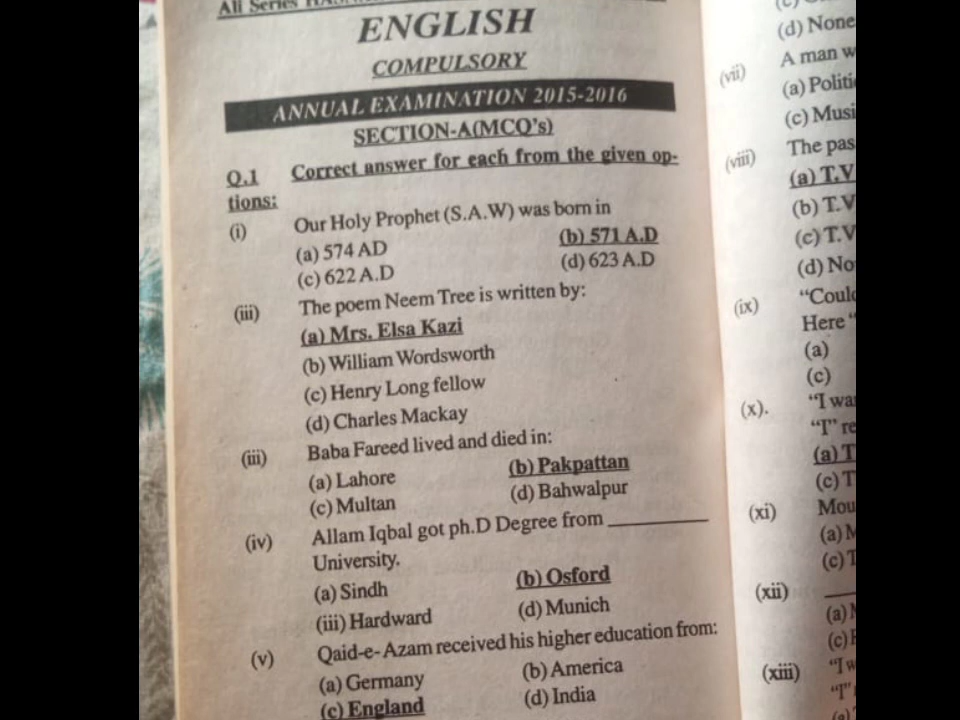 Ali Series
ENGLISH
COMPULSORY
ANNUAL EXAMINATION 2015-2016
SECTION-A(MCQ's)
Q.1 Correct answer for each from the given op-
tions:
(i) Our Holy Prophet (S.A.W) was born in
(a) 574 AD (b) 571 A.D
(c) 622 A.D (d) 623 A.D
(iii) The poem Neem Tree is written by:
(a) Mrs. Elsa Kazi
(b) William Wordsworth
(c) Henry Long fellow
(d) Charles Mackay
(iii) Baba Fareed lived and died in:
(a) Lahore (b) Pakpattan
(c) Multan (d) Bahwalpur
(iv) Allam Iqbal got ph.D Degree from ________
University.
(a) Sindh (b) Osford
(iii) Hardward (d) Munich
(v) Qaid-e-Azam received his higher education from:
(a) Germany (b) America
(c) England (d) India
(d) None
(vii) A man w
(a) Politi
(c) Musi
(viii) The pas
(a) T.V
(b) T.V
(c) T.V
(d) No
(ix) “Could
Here “
(a)
(c)
(x). “I wa
“I” re
(a) T
(c) T
(xi) Mou
(a) M
(c) T
(xii)
(a)
(c)
(xiii) “I w
“I”